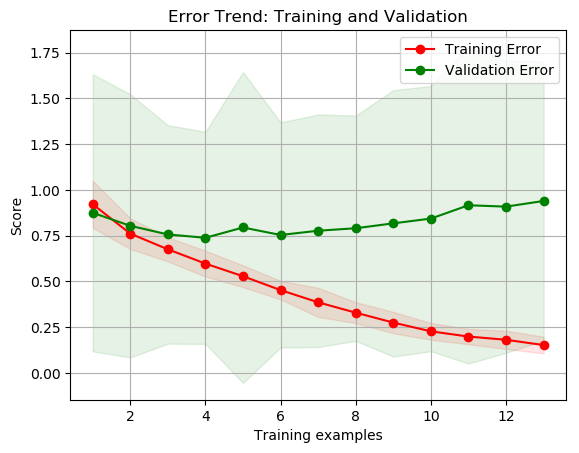 Error Trend: Training and Validation
Training Error
Validation Error
Score
1.75
1.50
1.25
1.00
0.75
0.50
0.25
0.00
2 4 6 8 10 12
Training examples